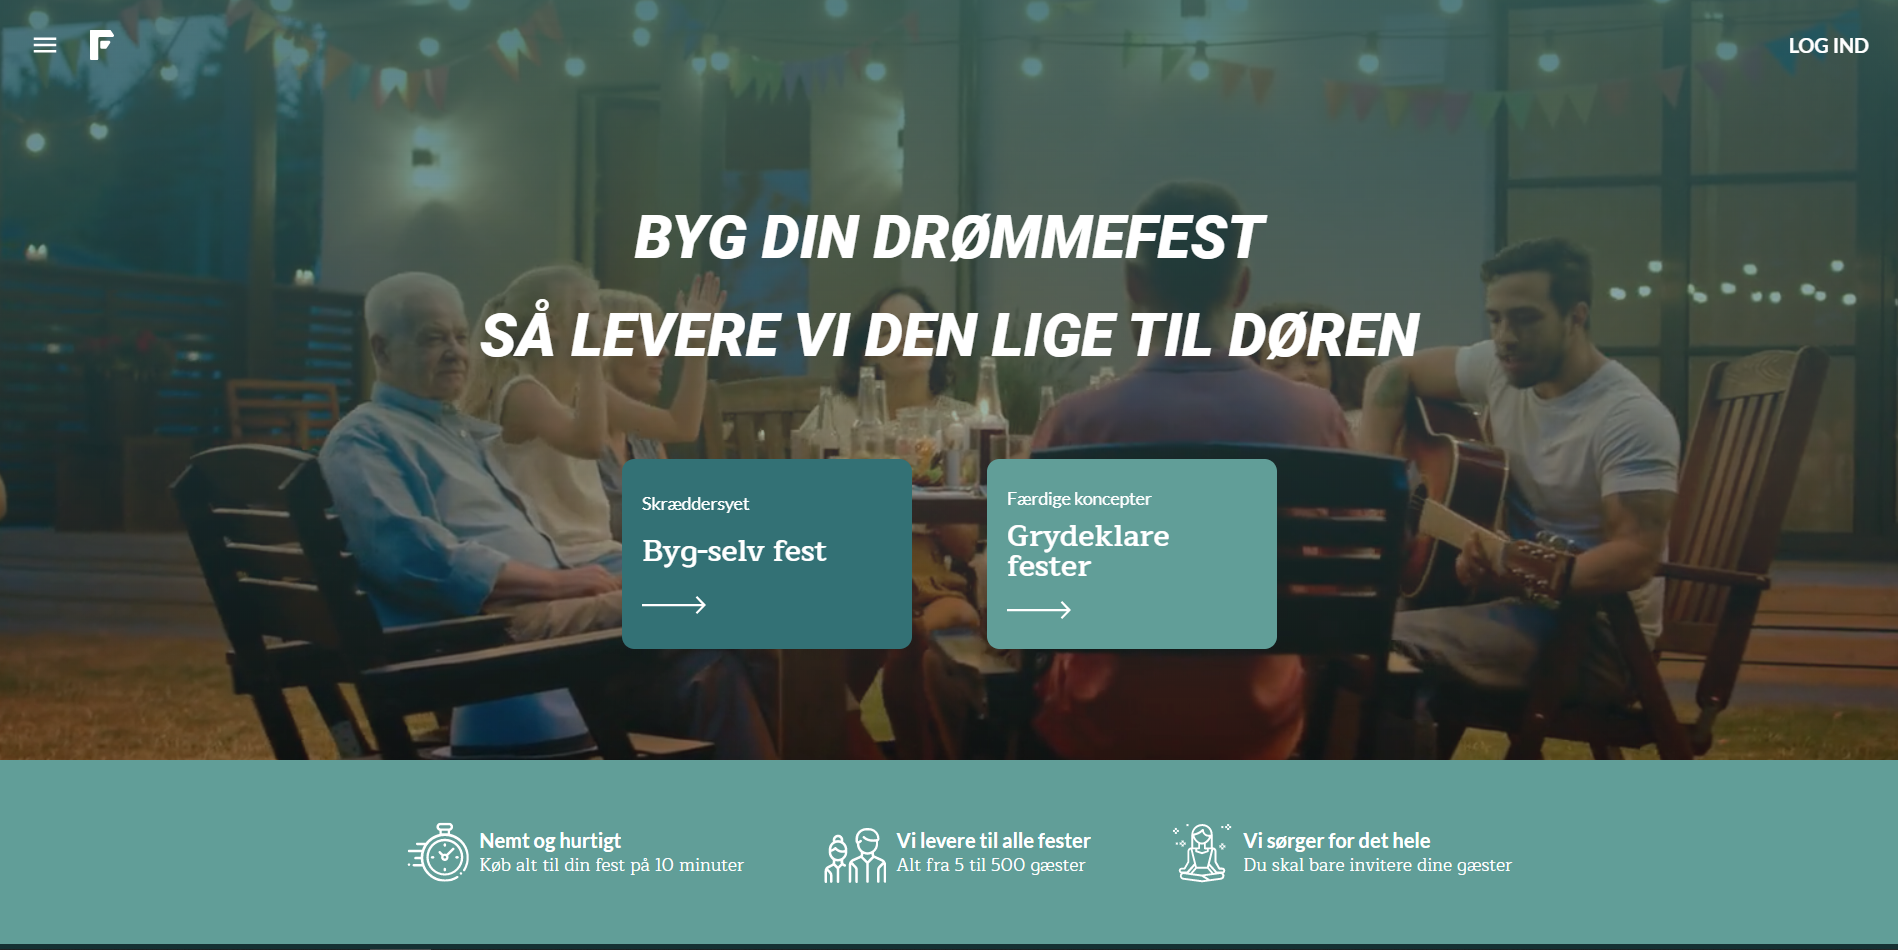 LOG IND
BYG DIN DRØMMEFEST
SÅ LEVERE VI DEN LIGE TIL DØREN
Skræddersyet
Byg-selv fest
Færdige koncepter
Grydeklare
fester
Nemt og hurtigt
Køb alt til din fest på 10 minuter
Vi levere til alle fester
Alt fra 5 til 500 gæster
Vi sørger for det hele
Du skal bare invitere dine gæster